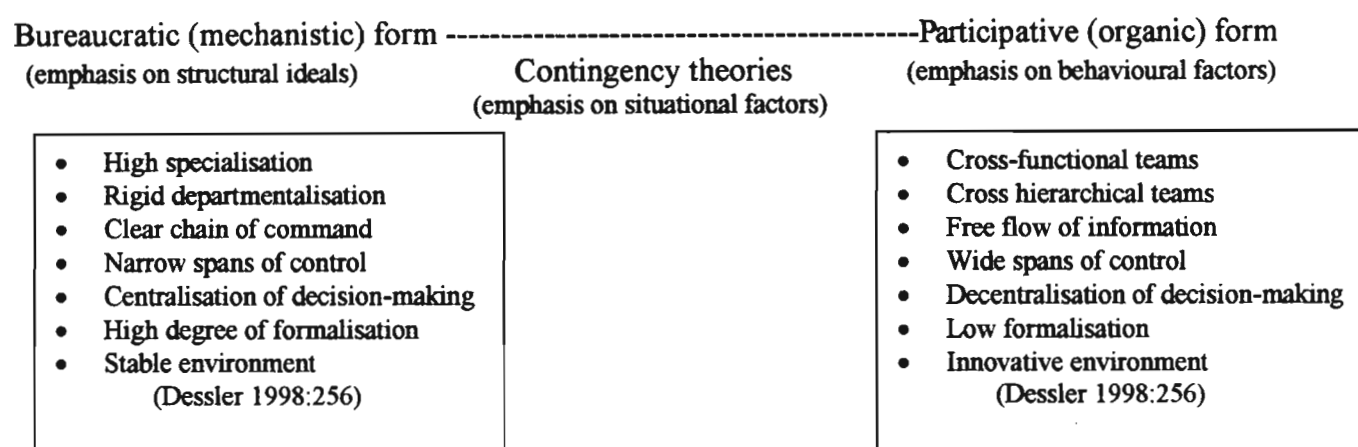 Bureaucratic (mechanistic) form -------------------------------------------Participative (organic) form
(emphasis on structural ideals)
Contingency theories
(emphasis on situational factors)
(emphasis on behavioural factors)
• High specialisation
• Rigid departmentalisation
• Clear chain of command
• Narrow spans of control
• Centralisation of decision-making
• High degree of formalisation
• Stable environment
(Dessler 1998:256)
• Cross-functional teams
• Cross hierarchical teams
• Free flow of information
• Wide spans of control
• Decentralisation of decision-making
• Low formalisation
• Innovative environment
(Dessler 1998:256)